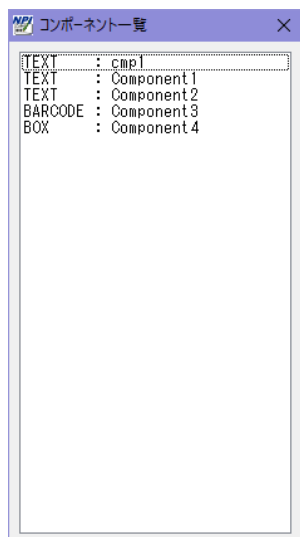 NPI コンポーネント一覧
TEXT : cmp1
TEXT : Component1
TEXT : Component2
BARCODE : Component3
BOX : Component4